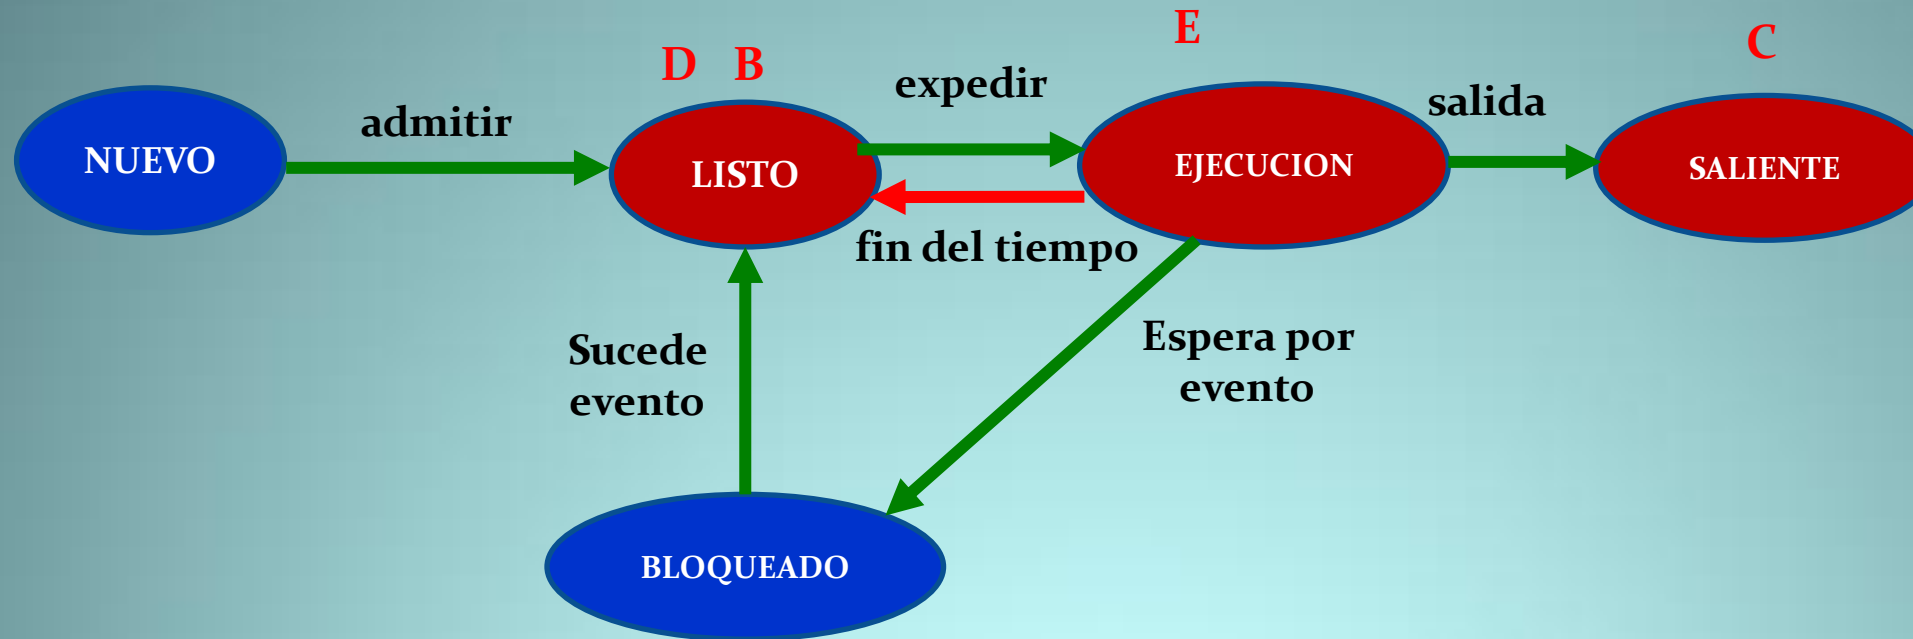 E
C
D B
expedir
salida
admitir
NUEVO
LISTO
EJECUCION
SALIENTE
fin del tiempo
Sucede
evento
Espera por
evento
BLOQUEADO